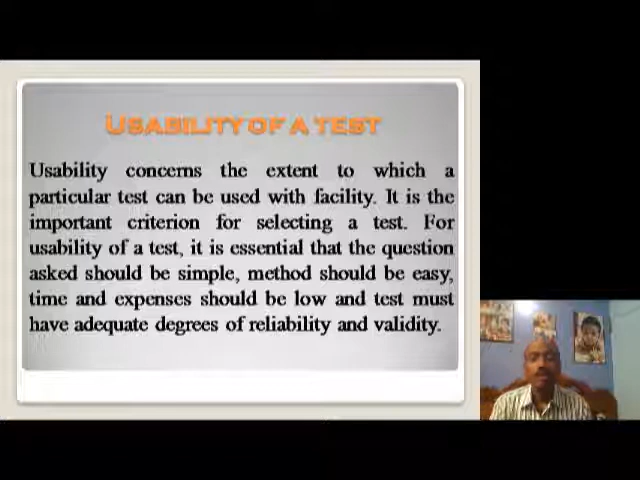 USABILITY OF A TEST
Usability concerns the extent to which a
particular test can be used with facility. It is the
important criterion for selecting a test. For
usability of a test, it is essential that the question
asked should be simple, method should be easy,
time and expenses should be low and test must
have adequate degrees of reliability and validity.